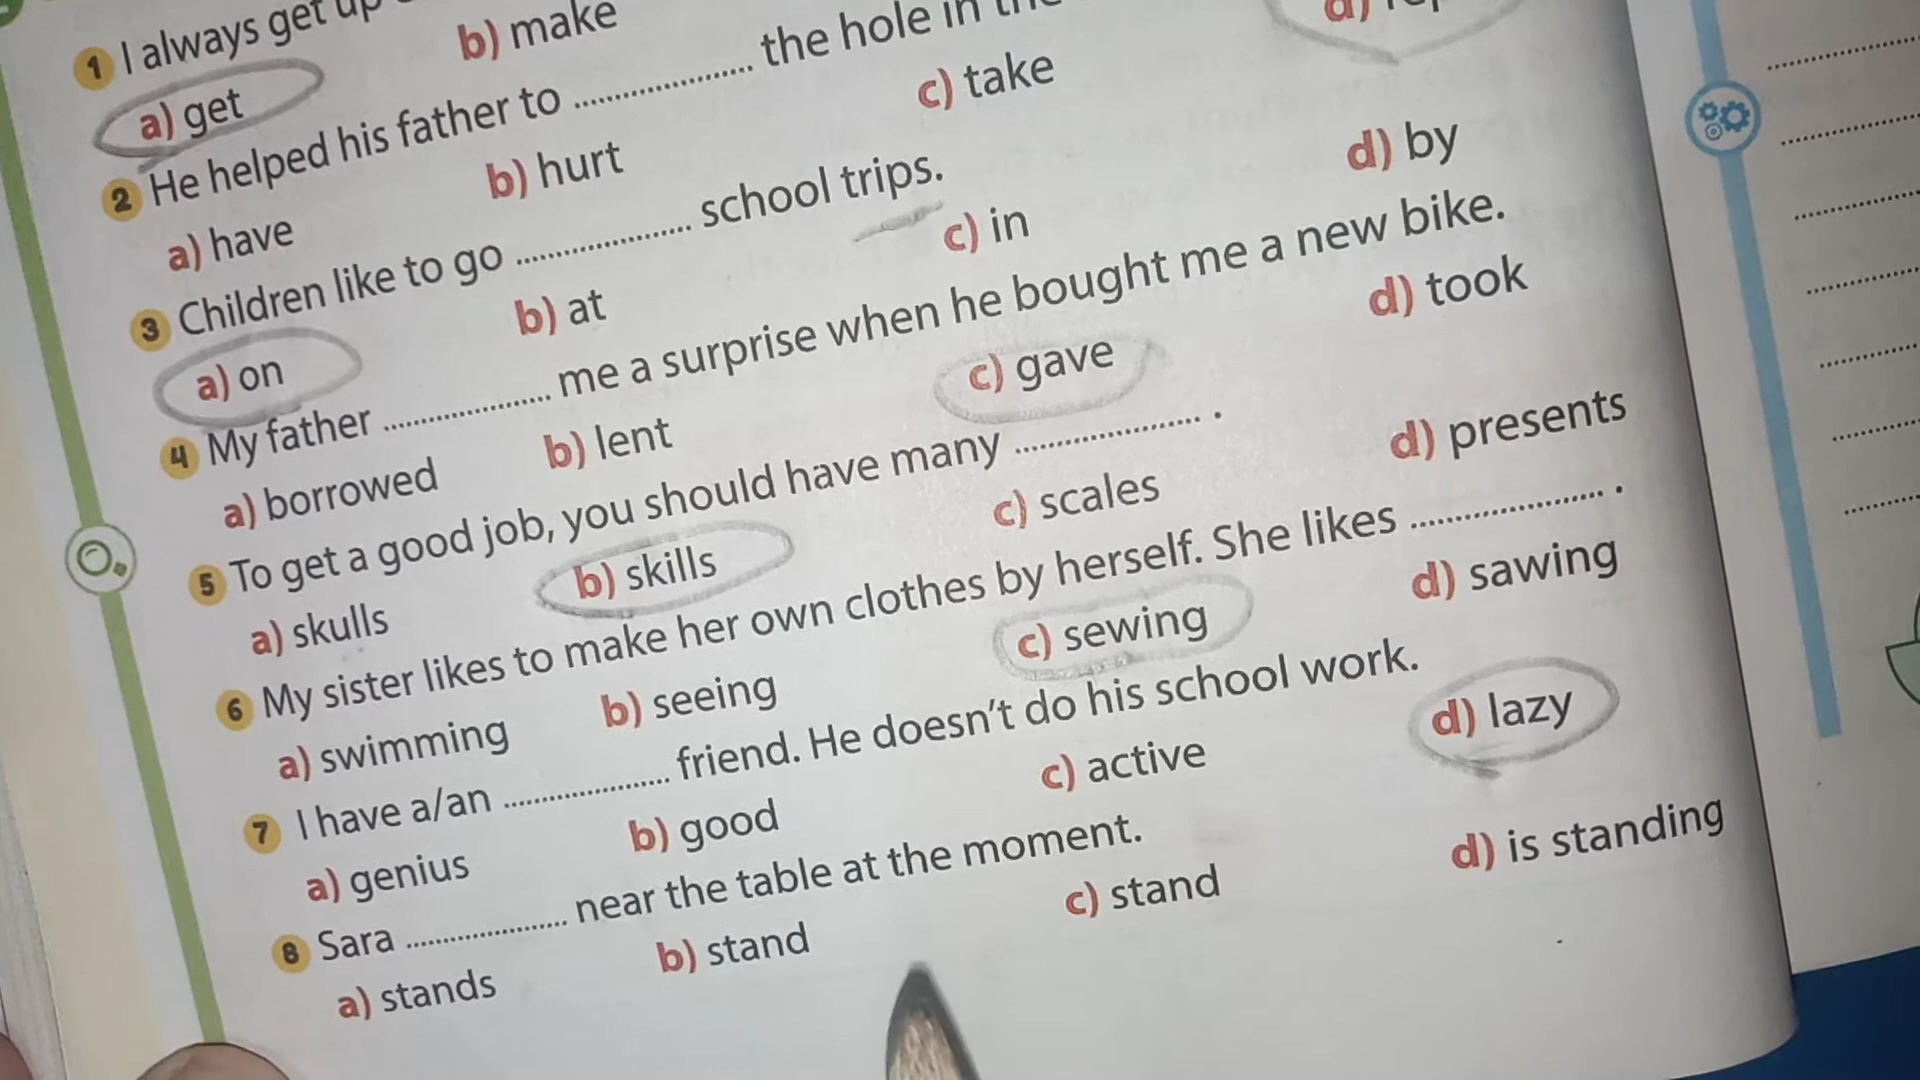 1 I always get up
a) get b) make
2 He helped his father to .................... the hole in
a) have b) hurt c) take
3 Children like to go .................... school trips.
a) on b) at c) in d) by
4 My father .................... me a surprise when he bought me a new bike.
a) borrowed b) lent c) gave d) took
5 To get a good job, you should have many .................... .
a) skulls b) skills c) scales d) presents
6 My sister likes to make her own clothes by herself. She likes .................... .
a) swimming b) seeing c) sewing d) sawing
7 I have a/an .................... friend. He doesn't do his school work.
a) genius b) good c) active d) lazy
8 Sara .................... near the table at the moment.
a) stands b) stand c) stand d) is standing